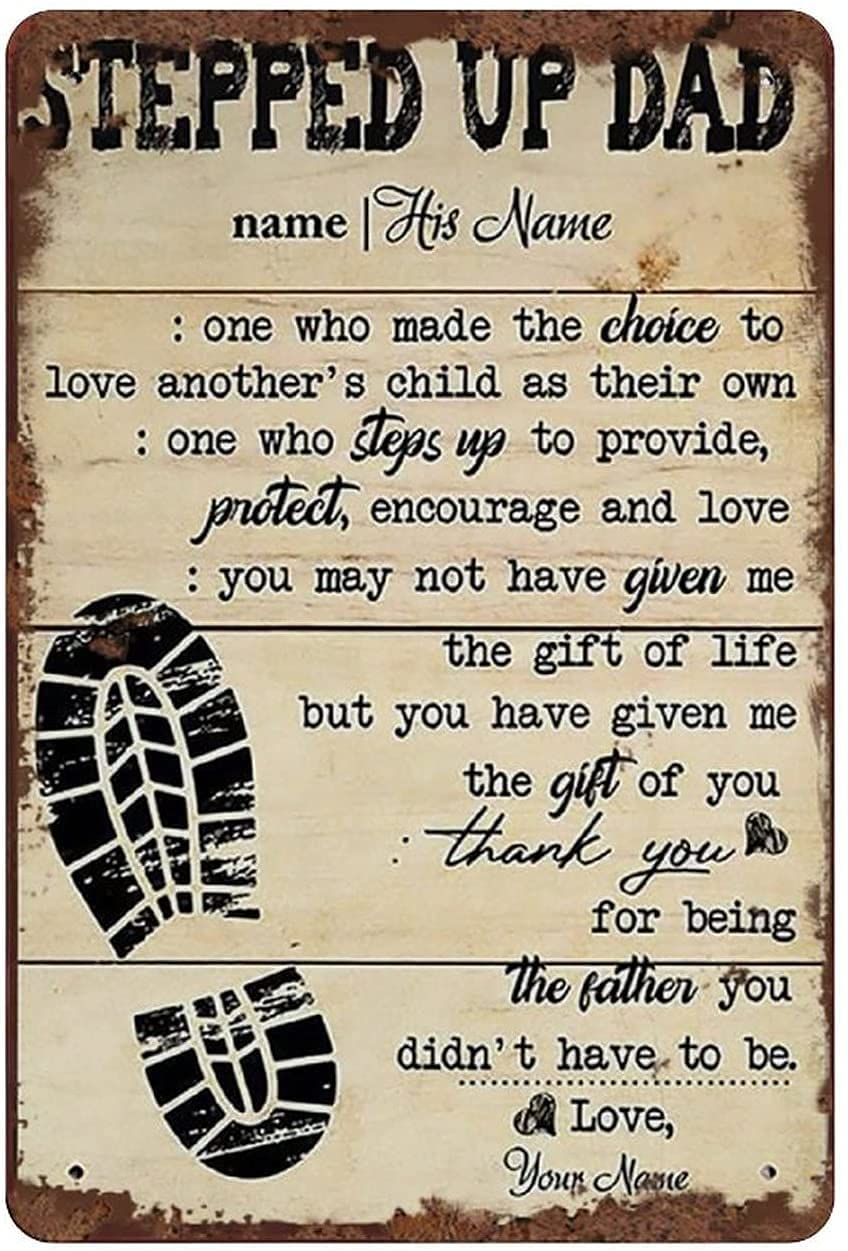 STEPPED UP DAD
name | His Name
: one who made the choice to
love another's child as their own
: one who steps up to provide,
protect, encourage and love
: you may not have given me
the gift of life
but you have given me
the gift of you
: thank you
for being
the father you
didn't have to be.
Love,
Your Name